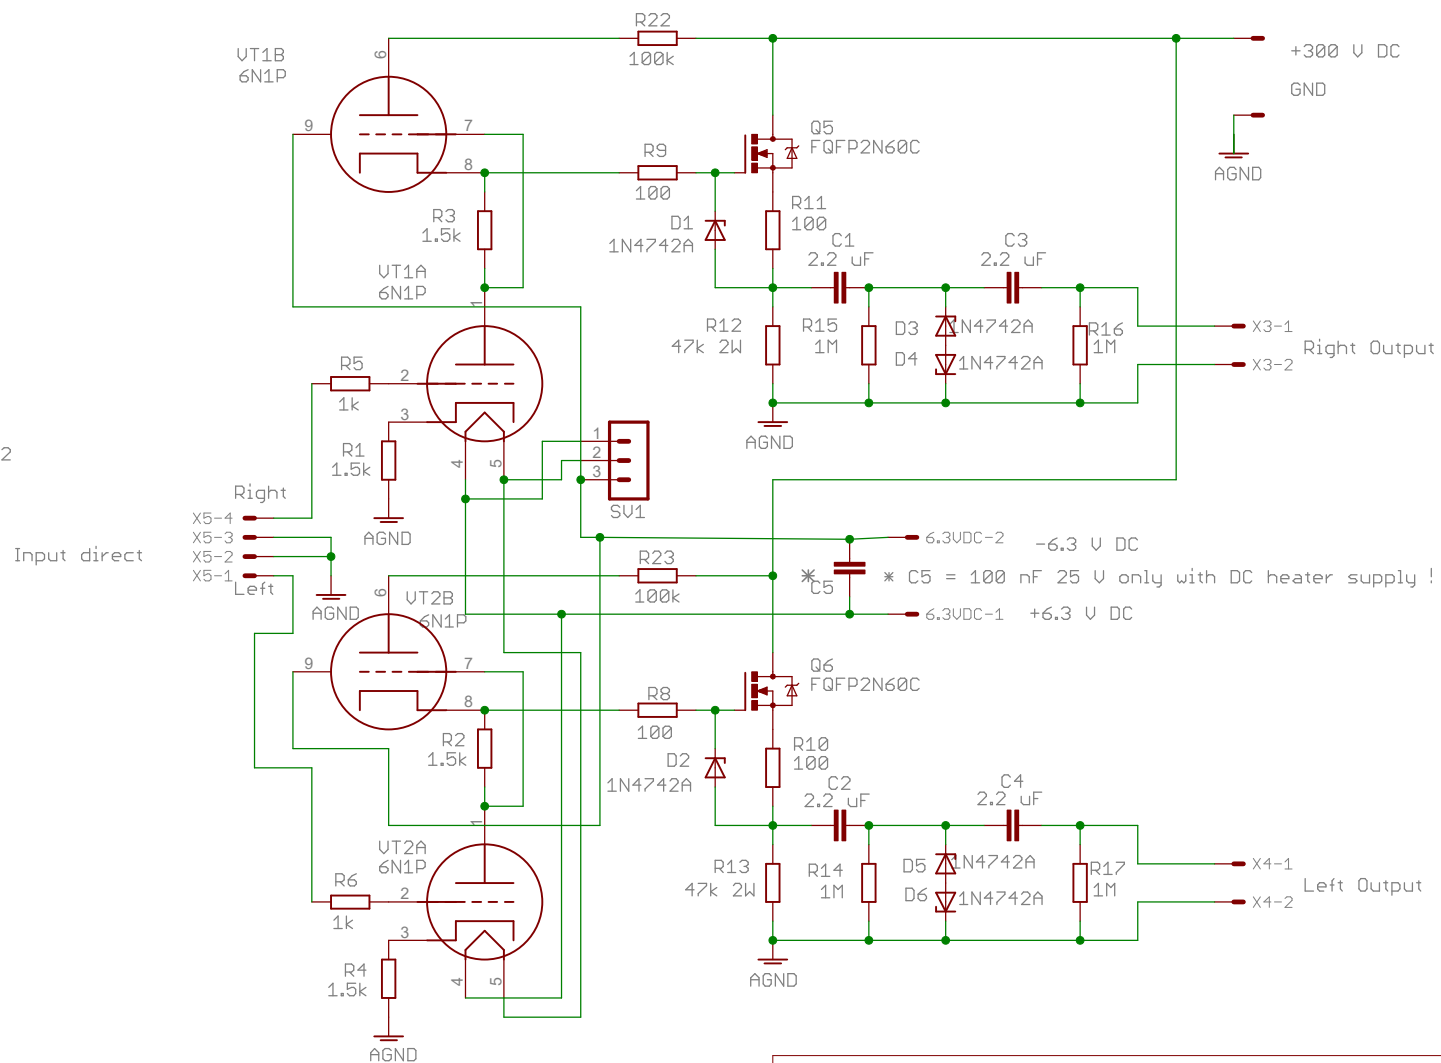 R22
100k
VT1B
6N1P
6
9
7
8
+300 V DC
GND
AGND
Q5
FQFP2N60C
R9
100
R3
1.5k
D1
1N4742A
R11
100
C1
2.2 uF
C3
2.2 uF
VT1A
6N1P
1
R12
47k 2W
R15
1M
D3
1N4742A
D4
1N4742A
R16
1M
X3-1
Right Output
X3-2
AGND
R5
1k
2
3
R1
1.5k
4
5
1
2
3
SV1
2
AGND
Right
X5-4
X5-3
X5-2
X5-1
Left
Input direct
AGND
6.3VDC-2
-6.3 V DC
*
C5
* C5 = 100 nF 25 V only with DC heater supply !
6.3VDC-1
+6.3 V DC
R23
100k
VT2B
6N1P
6
9
7
8
Q6
FQFP2N60C
R8
100
R2
1.5k
D2
1N4742A
R10
100
C2
2.2 uF
C4
2.2 uF
VT2A
6N1P
1
R13
47k 2W
R14
1M
D5
1N4742A
D6
1N4742A
R17
1M
X4-1
Left Output
X4-2
AGND
R6
1k
2
3
R4
1.5k
4
5
AGND